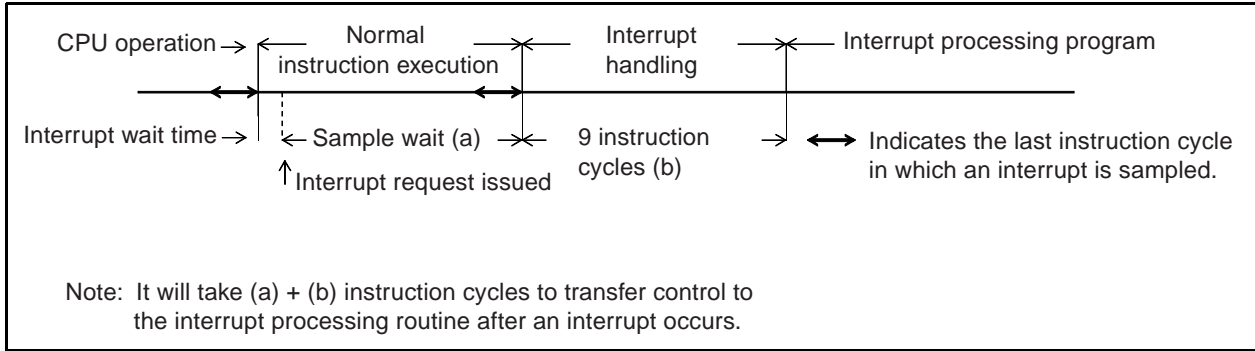 CPU operation
Normal
instruction execution
Interrupt
handling
Interrupt processing program
Interrupt wait time
Sample wait (a)
9 instruction
cycles (b)
Indicates the last instruction cycle
in which an interrupt is sampled.
Interrupt request issued
Note: It will take (a) + (b) instruction cycles to transfer control to
the interrupt processing routine after an interrupt occurs.